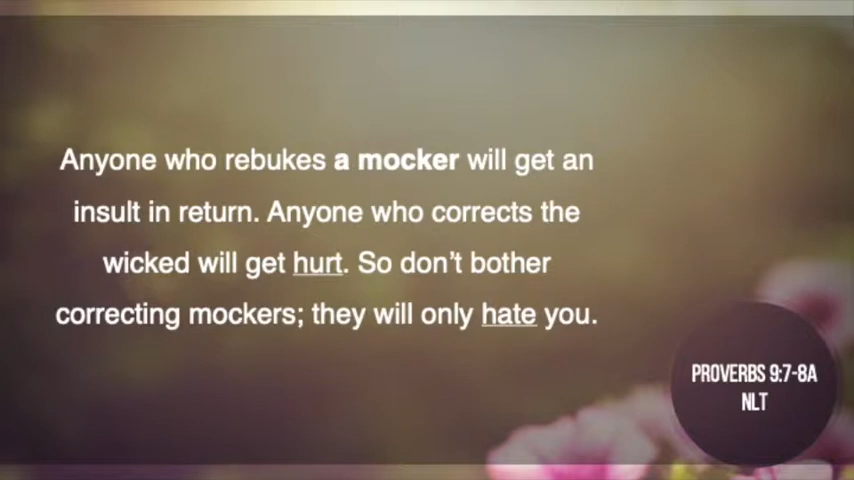 Anyone who rebukes a mocker will get an
insult in return. Anyone who corrects the
wicked will get hurt. So don’t bother
correcting mockers; they will only hate you.
PROVERBS 9:7-8A
NLT